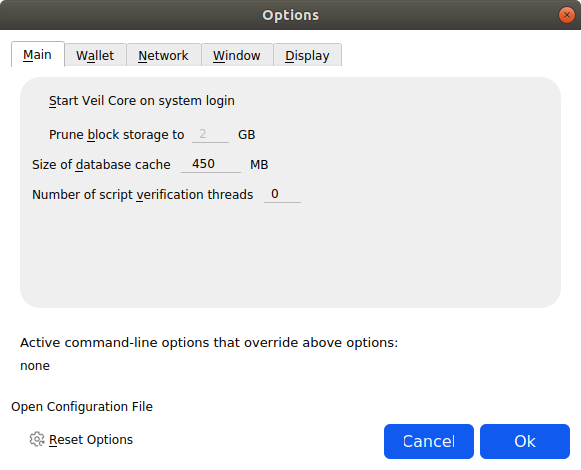 Options
Main Wallet Network Window Display
Start Veil Core on system login
Prune block storage to 2 GB
Size of database cache 450 MB
Number of script verification threads 0
Active command-line options that override above options:
none
Open Configuration File
Reset Options Cancel Ok